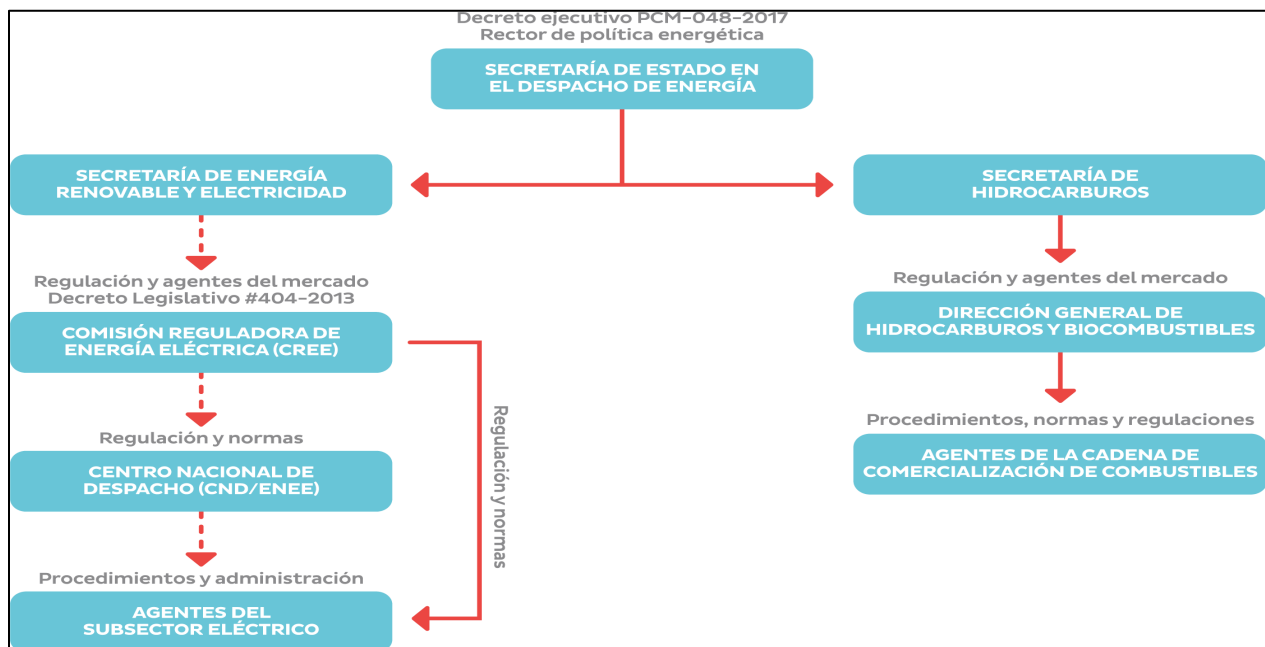 Decreto ejecutivo PCM-048-2017
Rector de política energética
SECRETARÍA DE ESTADO EN
EL DESPACHO DE ENERGÍA
SECRETARÍA DE ENERGÍA
RENOVABLE Y ELECTRICIDAD
SECRETARÍA DE
HIDROCARBUROS
Regulación y agentes del mercado
Decreto Legislativo #404-2013
COMISIÓN REGULADORA DE
ENERGÍA ELÉCTRICA (CREE)
Regulación y agentes del mercado
DIRECCIÓN GENERAL DE
HIDROCARBUROS Y BIOCOMBUSTIBLES
Regulación y normas
Regulación y normas
CENTRO NACIONAL DE
DESPACHO (CND/ENEE)
Procedimientos, normas y regulaciones
AGENTES DE LA CADENA DE
COMERCIALIZACIÓN DE COMBUSTIBLES
Procedimientos y administración
AGENTES DEL
SUBSECTOR ELÉCTRICO